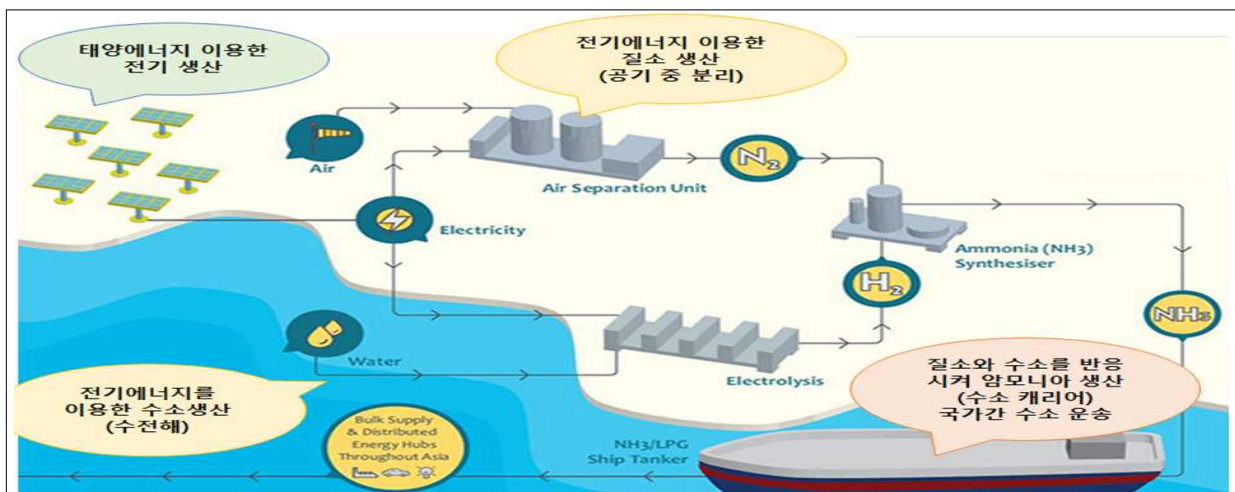 태양에너지 이용한
전기 생산
전기에너지 이용한
질소 생산
(공기 중 분리)
Air
Air Separation Unit
N2
Electricity
Ammonia (NH3)
Synthesiser
H2
NH3
Water
Electrolysis
전기에너지를
이용한 수소생산
(수전해)
질소와 수소를 반응
시켜 암모니아 생산
(수소 캐리어)
국가간 수소 운송
Bulk Supply
& Distributed
Energy Hubs
Throughout Asia
NH3/LPG
Ship Tanker